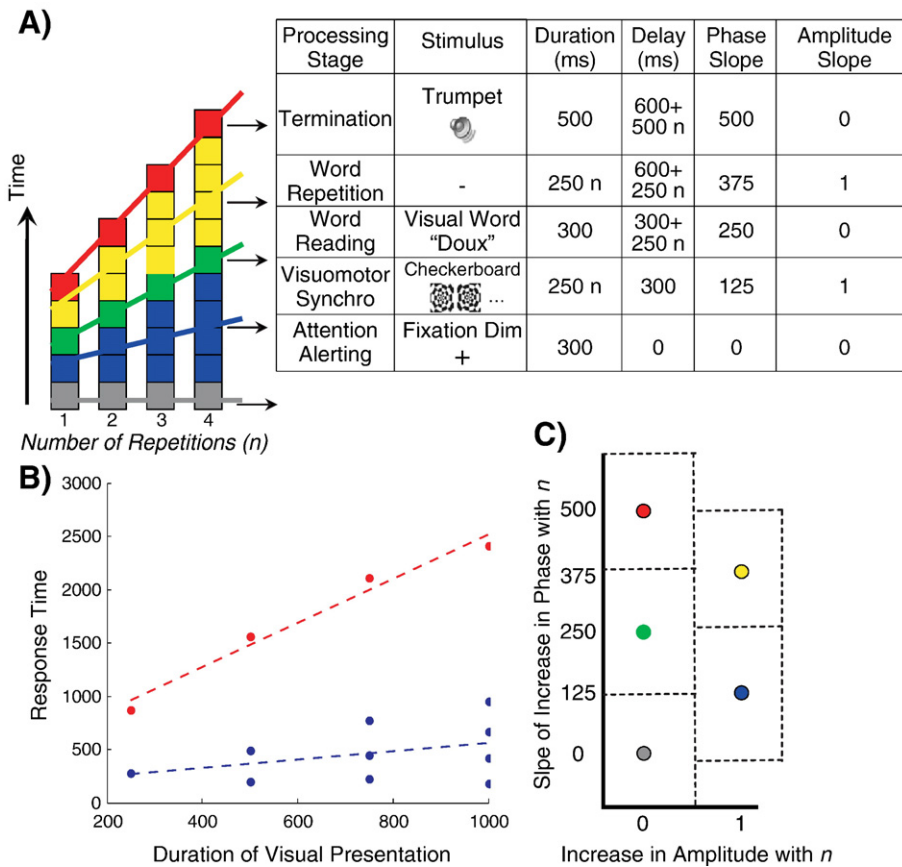 A)
Processing Stage
Stimulus
Duration (ms)
Delay (ms)
Phase Slope
Amplitude Slope
Termination
Trumpet
500
600+ 500 n
500
0
Word Repetition
-
250 n
600+ 250 n
375
1
Word Reading
Visual Word "Doux"
300
300+ 250 n
250
0
Visuomotor Synchro
Checkerboard
...
250 n
300
125
1
Attention Alerting
Fixation Dim
+
300
0
0
0
Time
1 2 3 4
Number of Repetitions (n)
B)
Response Time
3000
2500
2000
1500
1000
500
0
200 400 600 800 1000
Duration of Visual Presentation
C)
Slpe of Increase in Phase with n
500
375
250
125
0
0 1
Increase in Amplitude with n